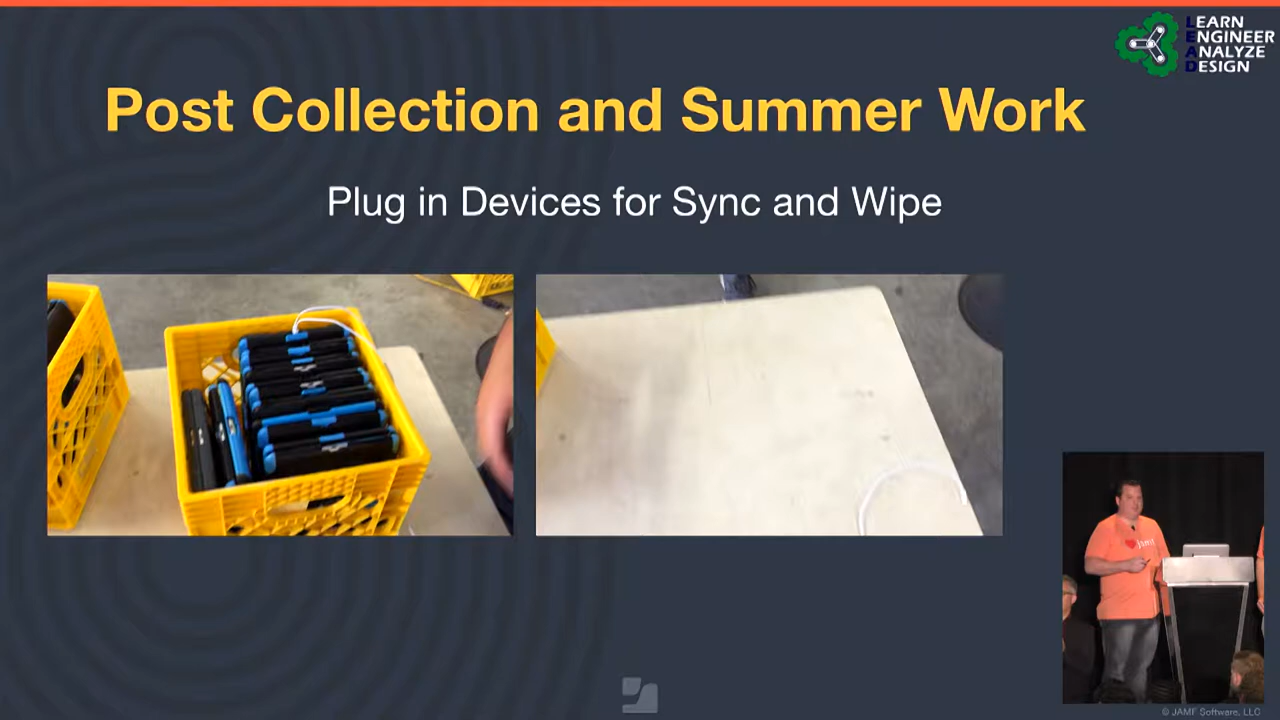 LEARN
ENGINEER
ANALYZE
DESIGN
Post Collection and Summer Work
Plug in Devices for Sync and Wipe
jamf
© JAMF Software, LLC